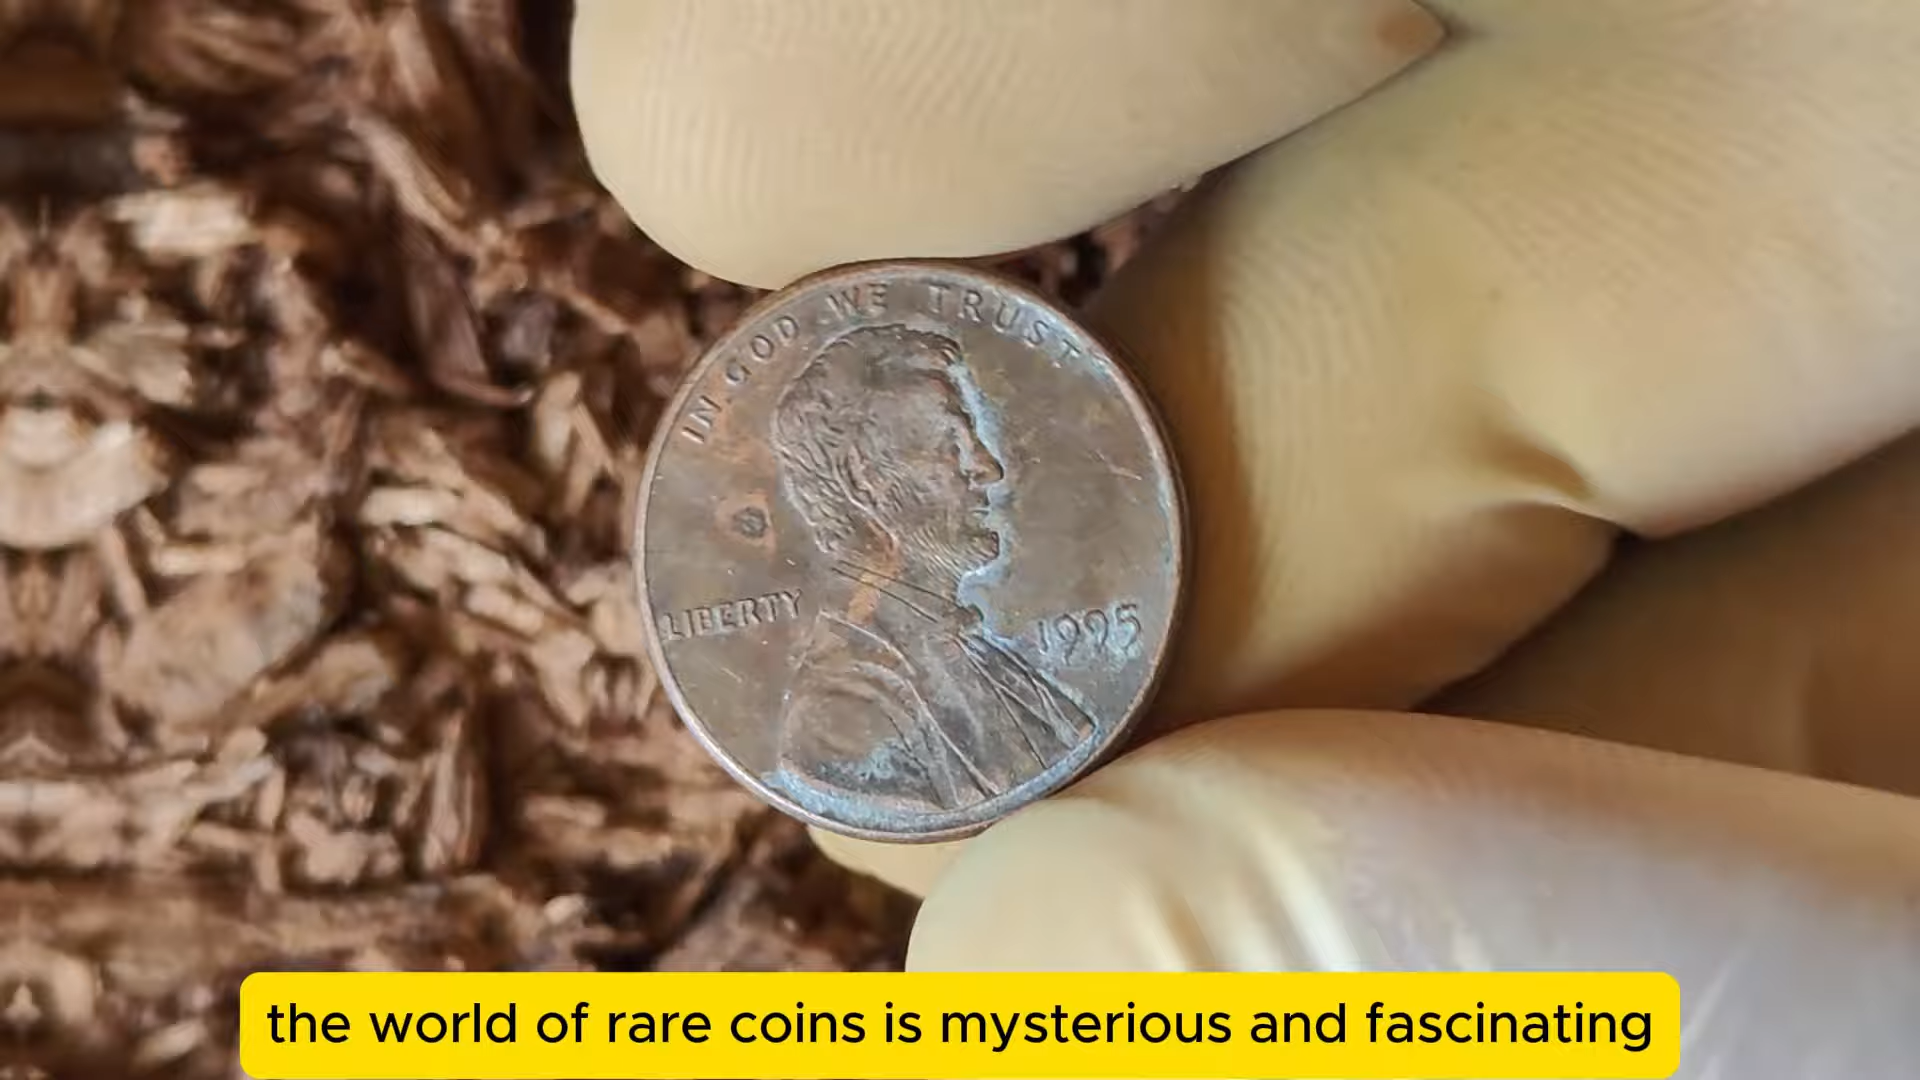 IN GOD WE TRUST
LIBERTY
1995
the world of rare coins is mysterious and fascinating